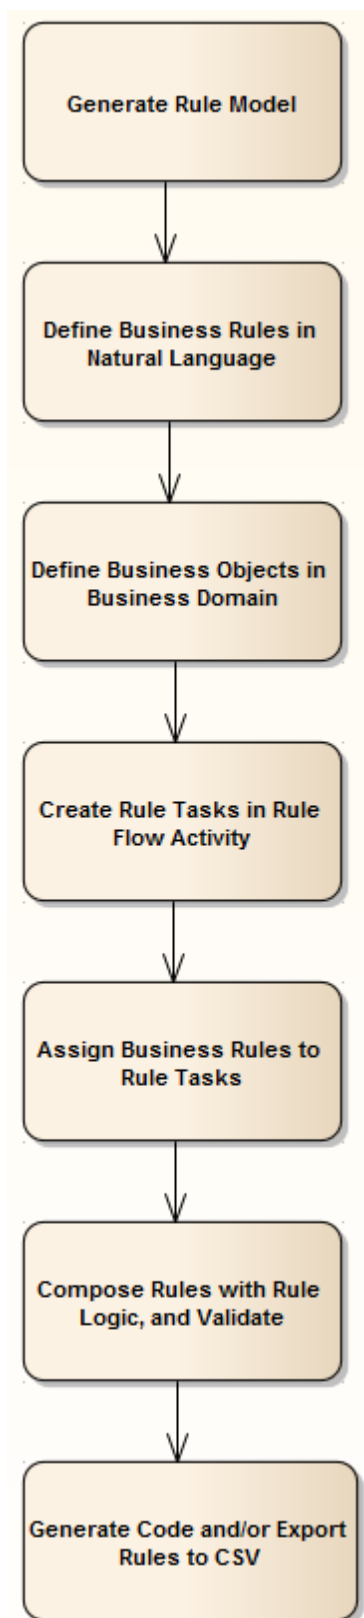 Generate Rule Model
Define Business Rules in
Natural Language
Define Business Objects in
Business Domain
Create Rule Tasks in Rule
Flow Activity
Assign Business Rules to
Rule Tasks
Compose Rules with Rule
Logic, and Validate
Generate Code and/or Export
Rules to CSV